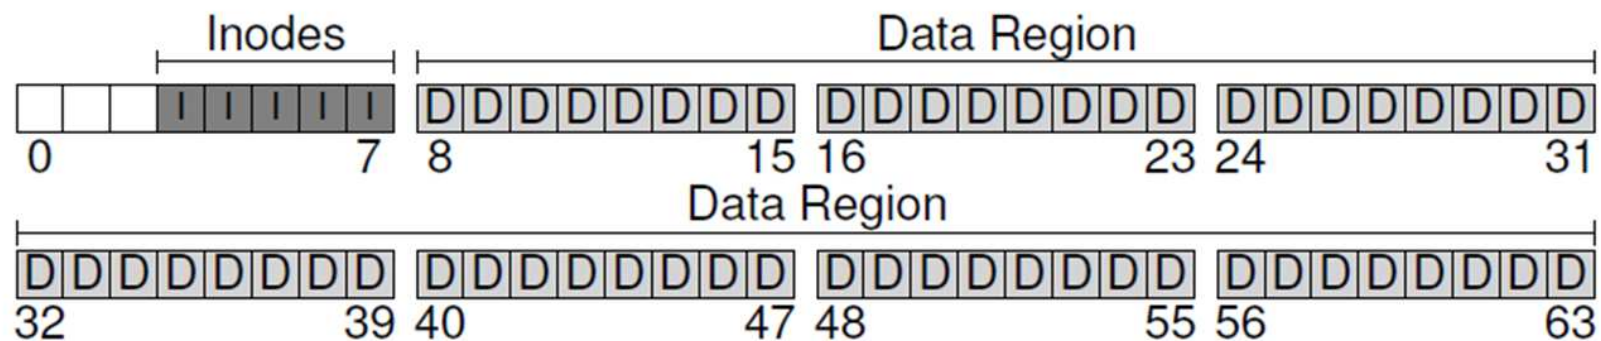 Inodes Data Region
I I I I I D D D D D D D D D D D D D D D D D D D D D D D D
0 7 8 15 16 23 24 31
Data Region
D D D D D D D D D D D D D D D D D D D D D D D D D D D D D D D D
32 39 40 47 48 55 56 63